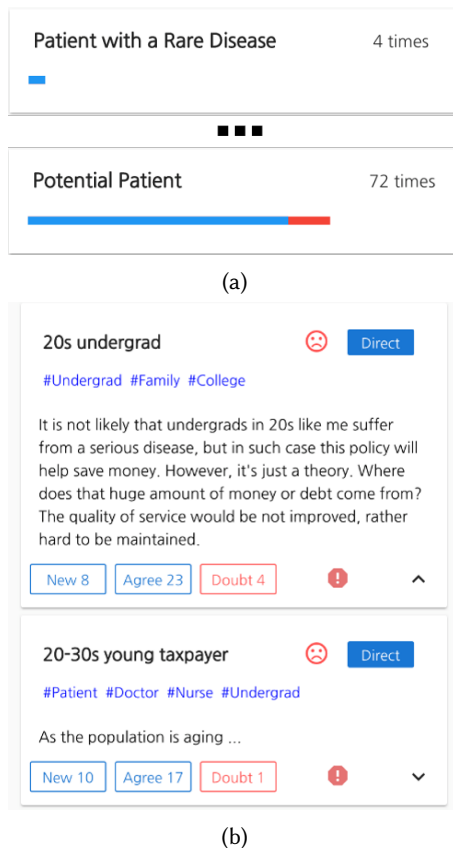 Patient with a Rare Disease 4 times
Potential Patient 72 times
(a)
20s undergrad Direct
#Undergrad #Family #College
It is not likely that undergrads in 20s like me suffer
from a serious disease, but in such case this policy will
help save money. However, it's just a theory. Where
does that huge amount of money or debt come from?
The quality of service would be not improved, rather
hard to be maintained.
New 8 Agree 23 Doubt 4
20-30s young taxpayer Direct
#Patient #Doctor #Nurse #Undergrad
As the population is aging ...
New 10 Agree 17 Doubt 1
(b)